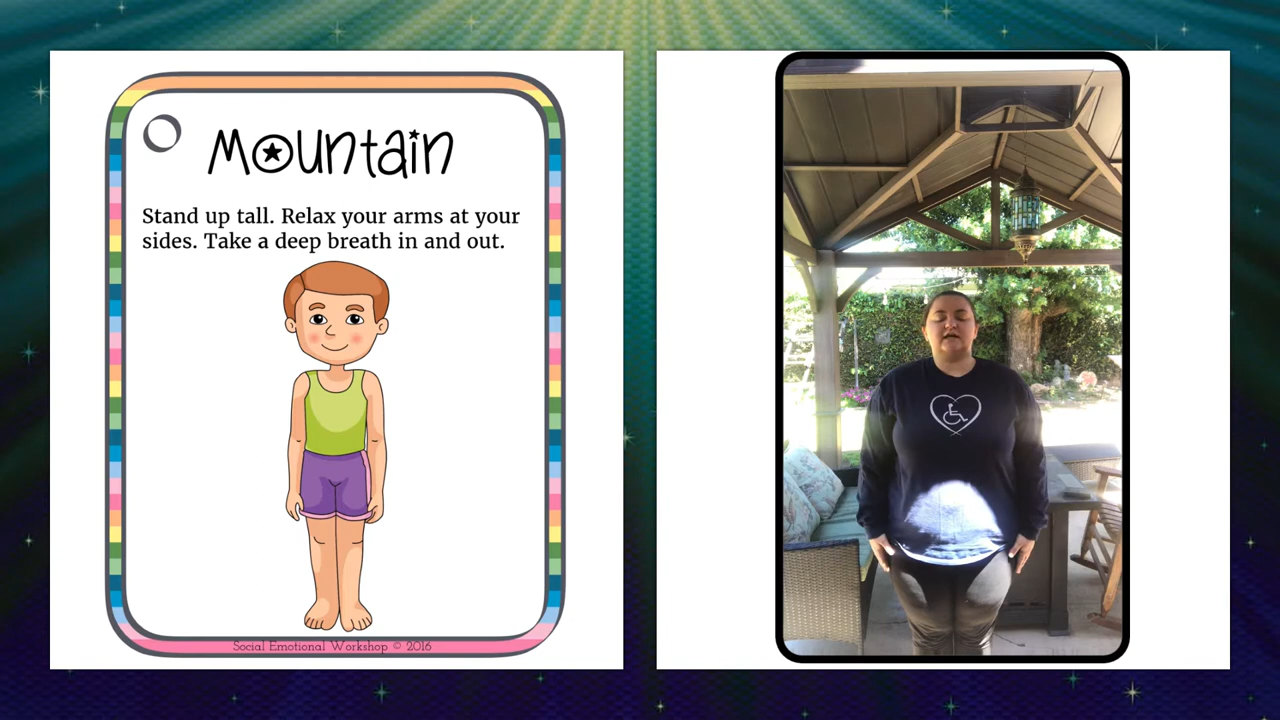 Mountain
Stand up tall. Relax your arms at your
sides. Take a deep breath in and out.
Social Emotional Workshop © 2016